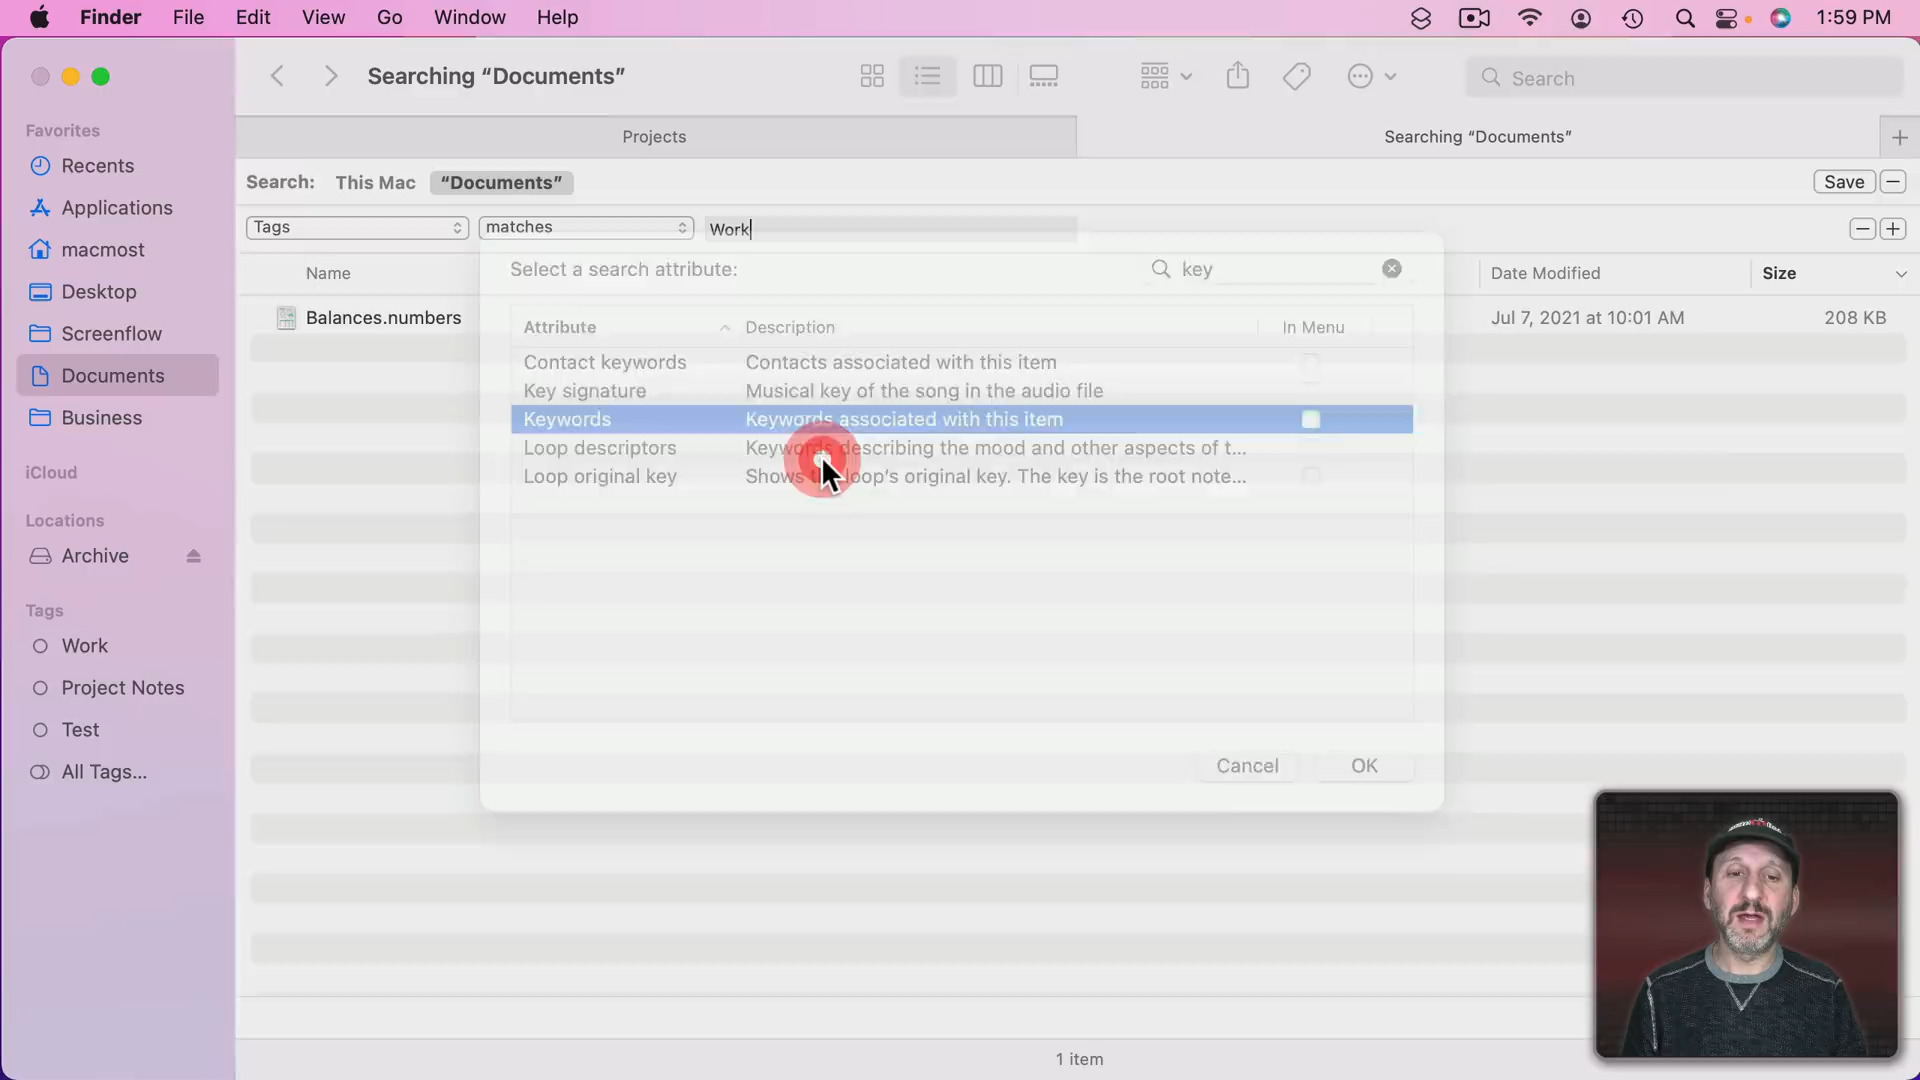 Finder File Edit View Go Window Help 1:59 PM
Searching “Documents” Search
Projects Searching “Documents”
Search: This Mac “Documents” Save
Tags matches Work
Name Date Modified Size
Balances.numbers Jul 7, 2021 at 10:01 AM 208 KB
Select a search attribute: key
Attribute Description In Menu
Contact keywords Contacts associated with this item
Key signature Musical key of the song in the audio file
Keywords Keywords associated with this item
Loop descriptors Keywords describing the mood and other aspects of t...
Loop original key Shows loop’s original key. The key is the root note...
Cancel OK
Favorites
Recents
Applications
macmost
Desktop
Screenflow
Documents
Business
iCloud
Locations
Archive
Tags
Work
Project Notes
Test
All Tags...
1 item